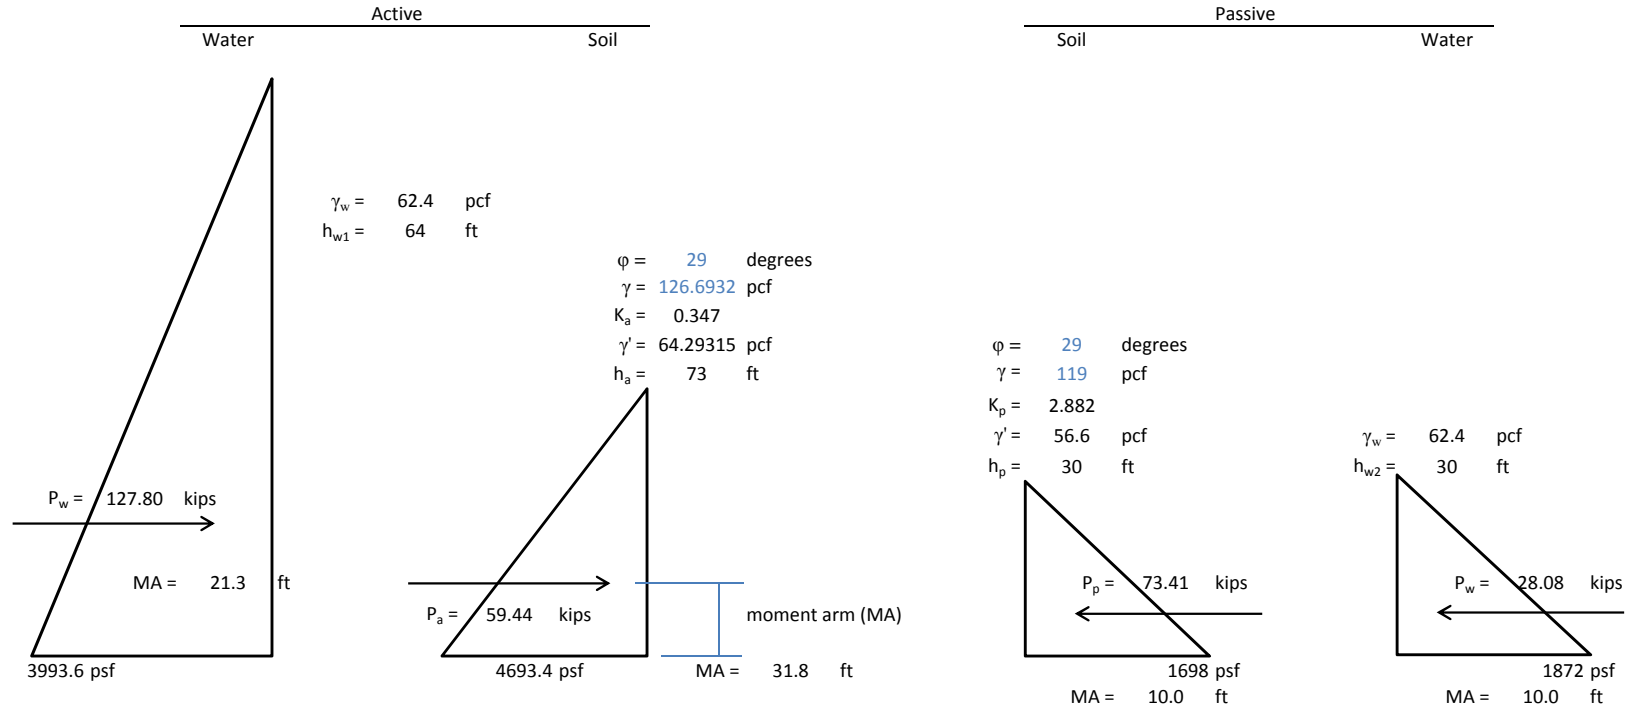 Active
Passive
Water
Soil
Soil
Water
γw = 62.4 pcf
hw1 = 64 ft
φ = 29 degrees
γ = 126.6932 pcf
Ka = 0.347
γ' = 64.29315 pcf
ha = 73 ft
φ = 29 degrees
γ = 119 pcf
Kp = 2.882
γ' = 56.6 pcf
hp = 30 ft
γw = 62.4 pcf
hw2 = 30 ft
Pw = 127.80 kips
MA = 21.3 ft
3993.6 psf
Pa = 59.44 kips
moment arm (MA)
4693.4 psf
MA = 31.8 ft
Pp = 73.41 kips
1698 psf
MA = 10.0 ft
Pw = 28.08 kips
1872 psf
MA = 10.0 ft